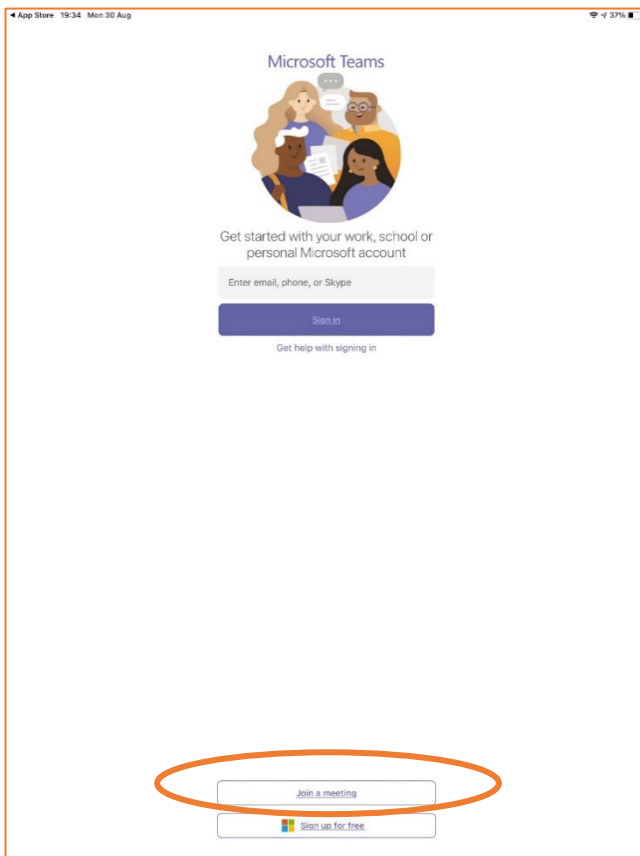 ◀ App Store 19:34 Mon 30 Aug 37%
Microsoft Teams
Get started with your work, school or
personal Microsoft account
Enter email, phone, or Skype
Sign in
Get help with signing in
Join a meeting
Sign up for free